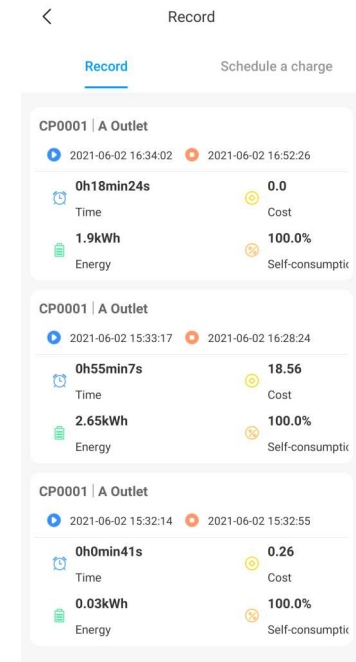 Record
Record Schedule a charge
CP0001 | A Outlet
2021-06-02 16:34:02 2021-06-02 16:52:26
0h18min24s 0.0
Time Cost
1.9kWh 100.0%
Energy Self-consumptic
CP0001 | A Outlet
2021-06-02 15:33:17 2021-06-02 16:28:24
0h55min7s 18.56
Time Cost
2.65kWh 100.0%
Energy Self-consumptic
CP0001 | A Outlet
2021-06-02 15:32:14 2021-06-02 15:32:55
0h0min41s 0.26
Time Cost
0.03kWh 100.0%
Energy Self-consumptic